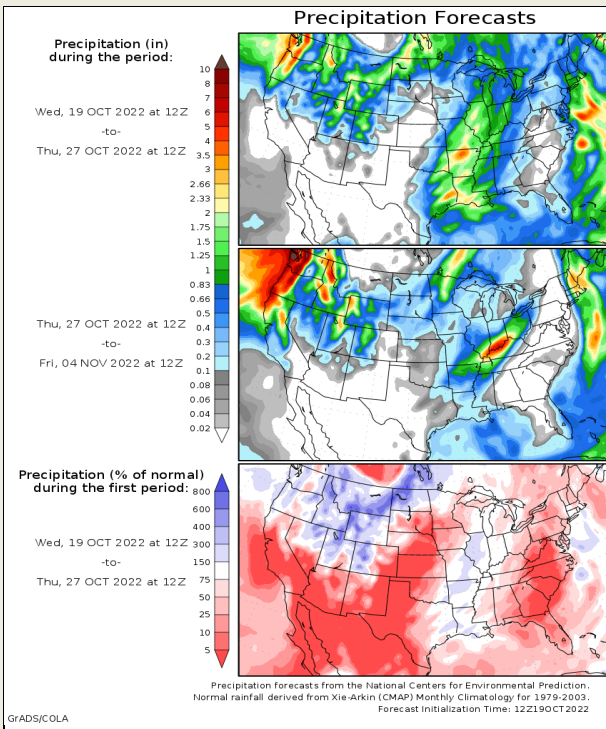 Precipitation Forecasts
Precipitation (in)
during the period:
Wed, 19 OCT 2022 at 12Z
-to-
Thu, 27 OCT 2022 at 12Z
10
8
7
6
5
4
3.5
3
2.66
2.33
2
1.75
1.5
1.25
1
0.83
0.66
0.5
0.4
0.3
0.2
0.1
0.08
0.06
0.04
0.02
Thu, 27 OCT 2022 at 12Z
-to-
Fri, 04 NOV 2022 at 12Z
Precipitation (% of normal)
during the first period:
Wed, 19 OCT 2022 at 12Z
-to-
Thu, 27 OCT 2022 at 12Z
800
600
400
300
150
75
50
25
10
5
Precipitation forecasts from the National Centers for Environmental Prediction.
Normal rainfall derived from Xie-Arkin (CMAP) Monthly Climatology for 1979-2003.
Forecast Initialization Time: 12Z19OCT2022
GrADS/COLA